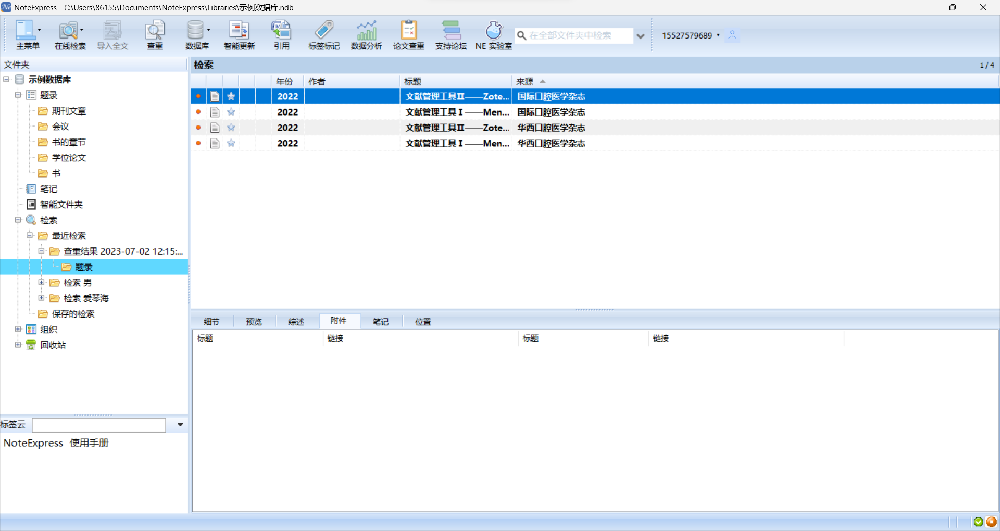 NoteExpress - C:\Users\86155\Documents\NoteExpress\Libraries\示例数据库.ndb
主菜单 在线检索 导入全文 查重 数据库 智能更新 引用 标签标记 数据分析 论文查重 支持论坛 NE 实验室 在全部文件夹中检索 15527579689
文件夹
示例数据库
题录
期刊文章
会议
书的章节
学位论文
书
笔记
智能文件夹
检索
最近检索
查重结果 2023-07-02 12:15:...
题录
检索 男
检索 爱琴海
保存的检索
组织
回收站
标签云
NoteExpress 使用手册
检索 1 / 4
年份 作者 标题 来源
2022 文献管理工具Ⅱ——Zote... 国际口腔医学杂志
2022 文献管理工具Ⅰ——Men... 国际口腔医学杂志
2022 文献管理工具Ⅱ——Zote... 华西口腔医学杂志
2022 文献管理工具Ⅰ——Men... 华西口腔医学杂志
细节 预览 综述 附件 笔记 位置
标题 链接 标题 链接